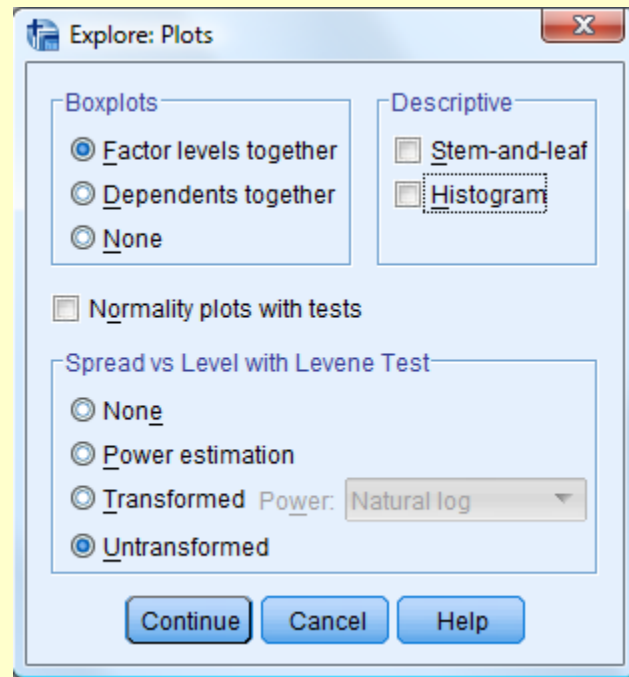 Explore: Plots
Boxplots
Factor levels together
Dependents together
None
Descriptive
Stem-and-leaf
Histogram
Normality plots with tests
Spread vs Level with Levene Test
None
Power estimation
Transformed Power: Natural log
Untransformed
Continue Cancel Help